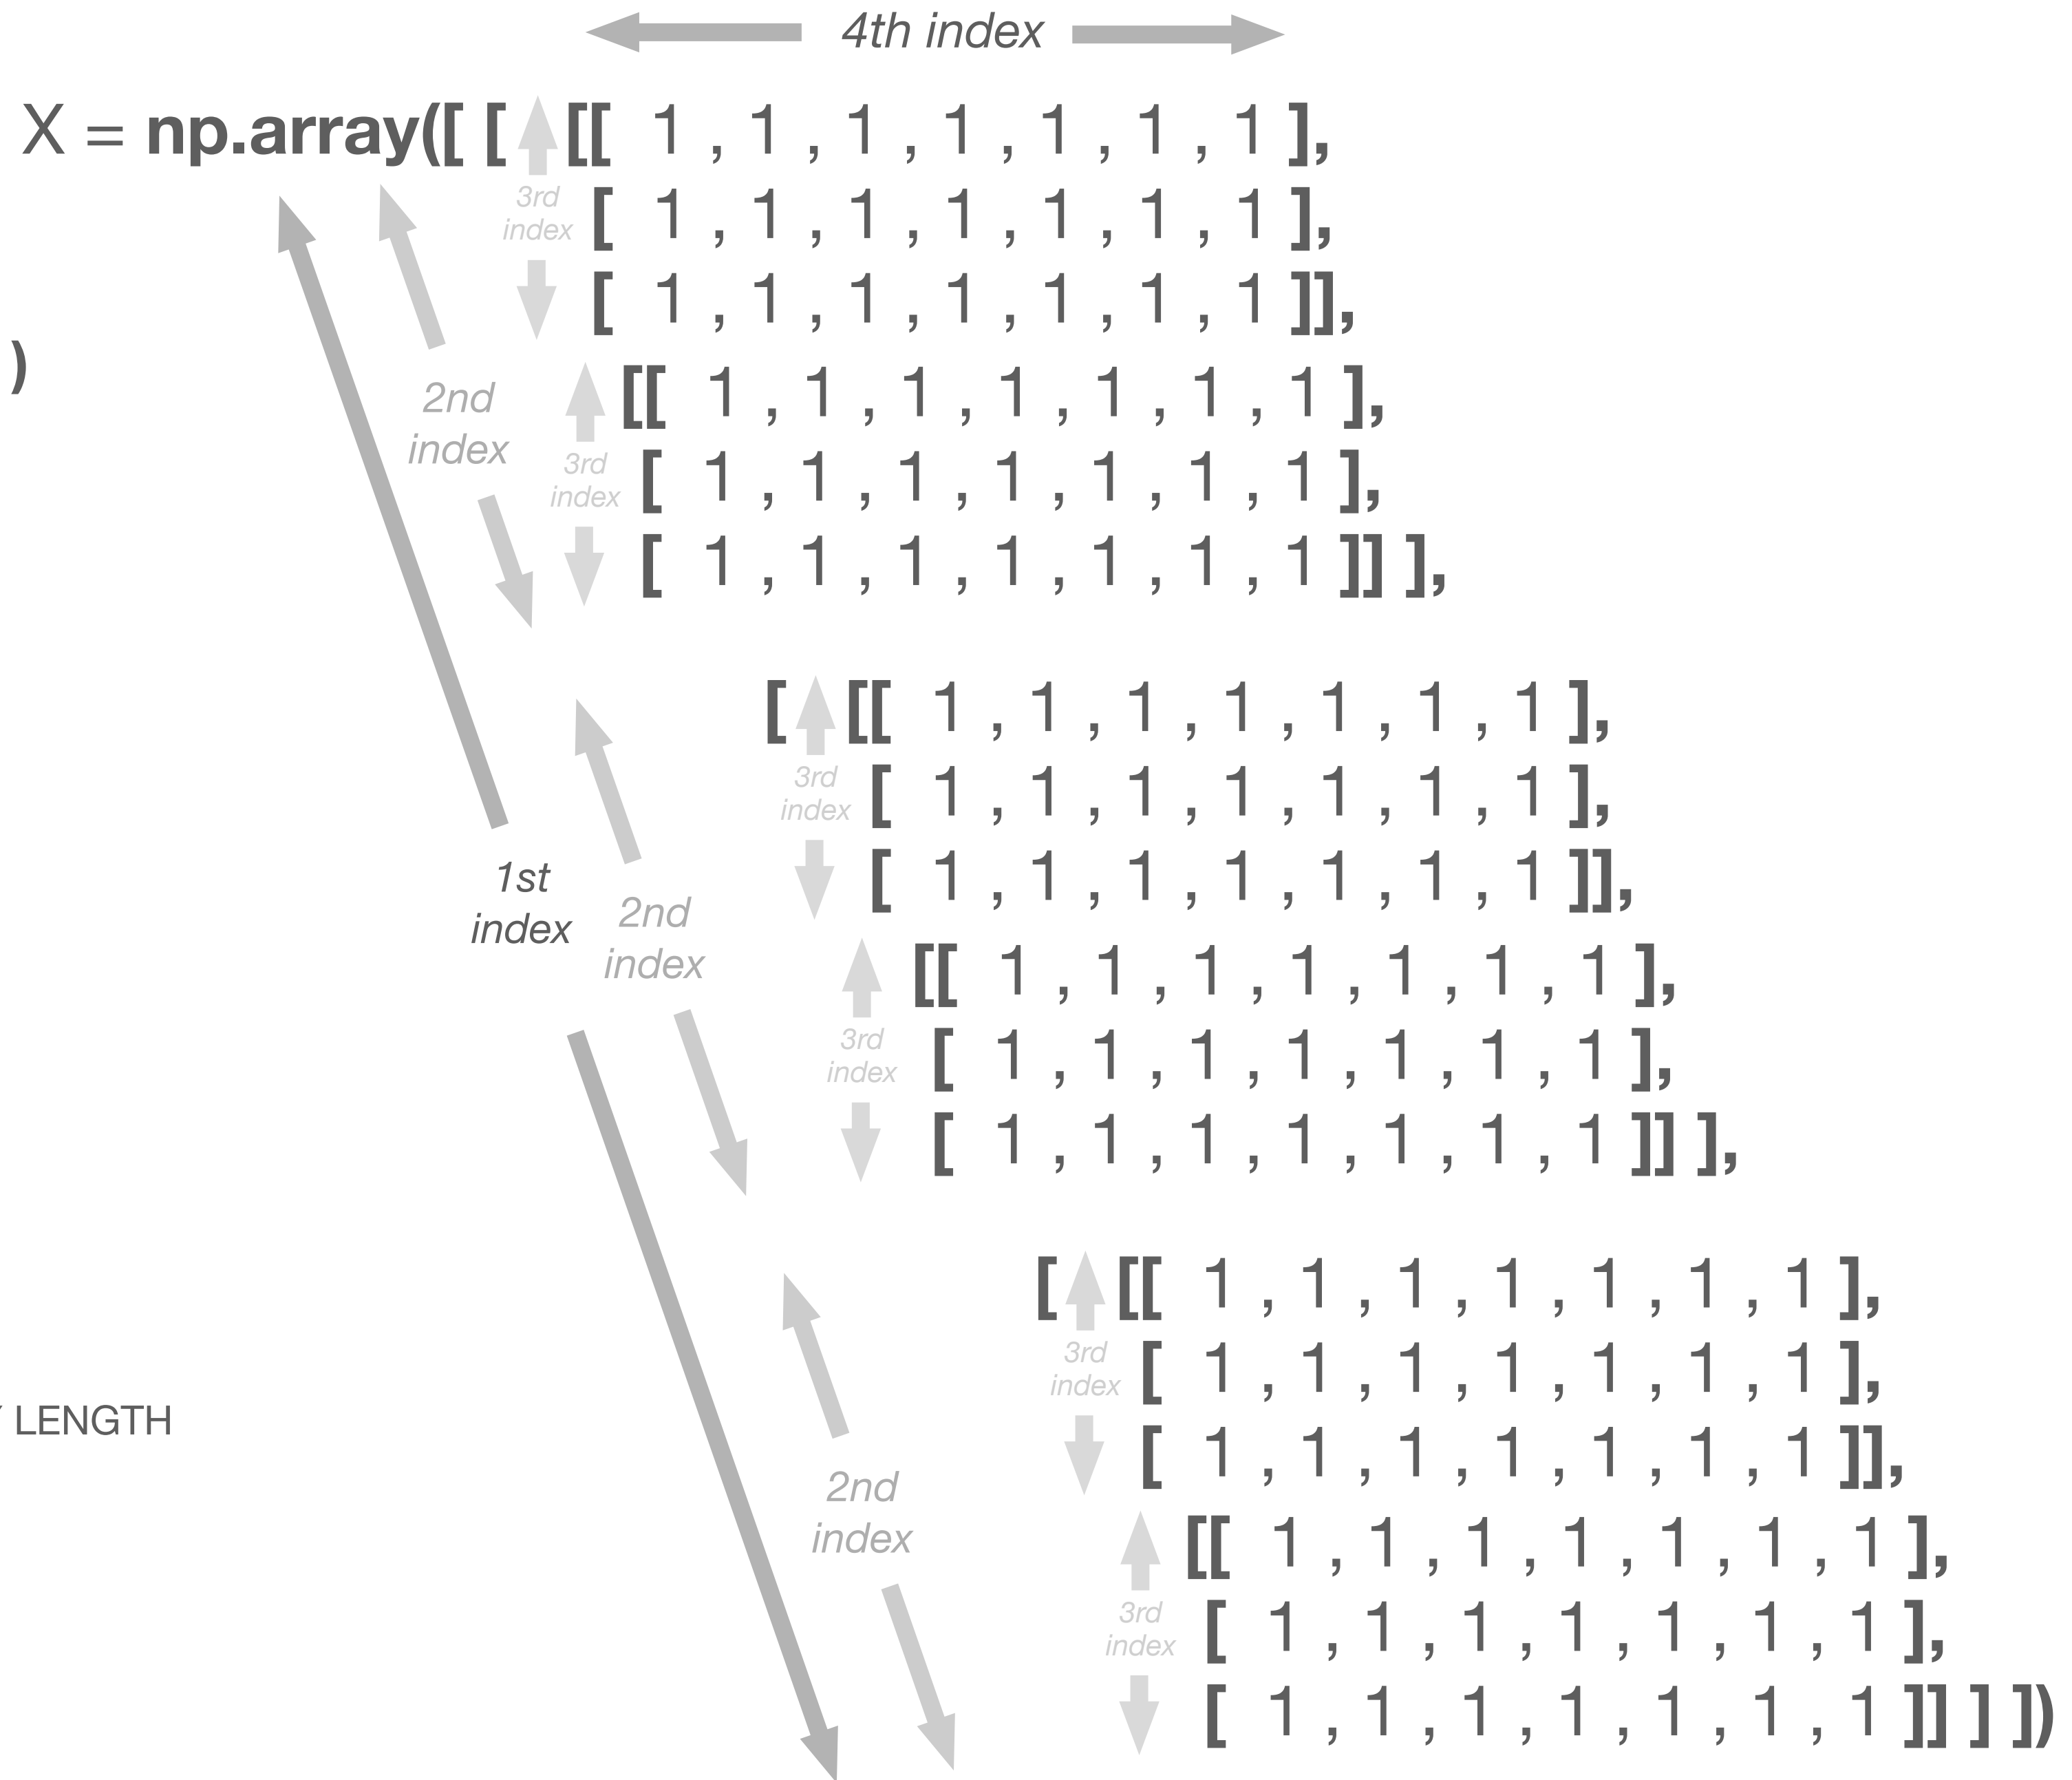 4th index
X = np.array([ [ [[ 1 , 1 , 1 , 1 , 1 , 1 , 1 ],
3rd
index
[ 1 , 1 , 1 , 1 , 1 , 1 , 1 ],
[ 1 , 1 , 1 , 1 , 1 , 1 , 1 ]],
)
2nd
index
[[ 1 , 1 , 1 , 1 , 1 , 1 , 1 ],
3rd
index
[ 1 , 1 , 1 , 1 , 1 , 1 , 1 ],
[ 1 , 1 , 1 , 1 , 1 , 1 , 1 ]] ],
[ [[ 1 , 1 , 1 , 1 , 1 , 1 , 1 ],
3rd
index
[ 1 , 1 , 1 , 1 , 1 , 1 , 1 ],
[ 1 , 1 , 1 , 1 , 1 , 1 , 1 ]],
1st
index
2nd
index
[[ 1 , 1 , 1 , 1 , 1 , 1 , 1 ],
3rd
index
[ 1 , 1 , 1 , 1 , 1 , 1 , 1 ],
[ 1 , 1 , 1 , 1 , 1 , 1 , 1 ]] ],
[ [[ 1 , 1 , 1 , 1 , 1 , 1 , 1 ],
3rd
index
[ 1 , 1 , 1 , 1 , 1 , 1 , 1 ],
LENGTH
[ 1 , 1 , 1 , 1 , 1 , 1 , 1 ]],
2nd
index
[[ 1 , 1 , 1 , 1 , 1 , 1 , 1 ],
3rd
index
[ 1 , 1 , 1 , 1 , 1 , 1 , 1 ],
[ 1 , 1 , 1 , 1 , 1 , 1 , 1 ]] ] ])